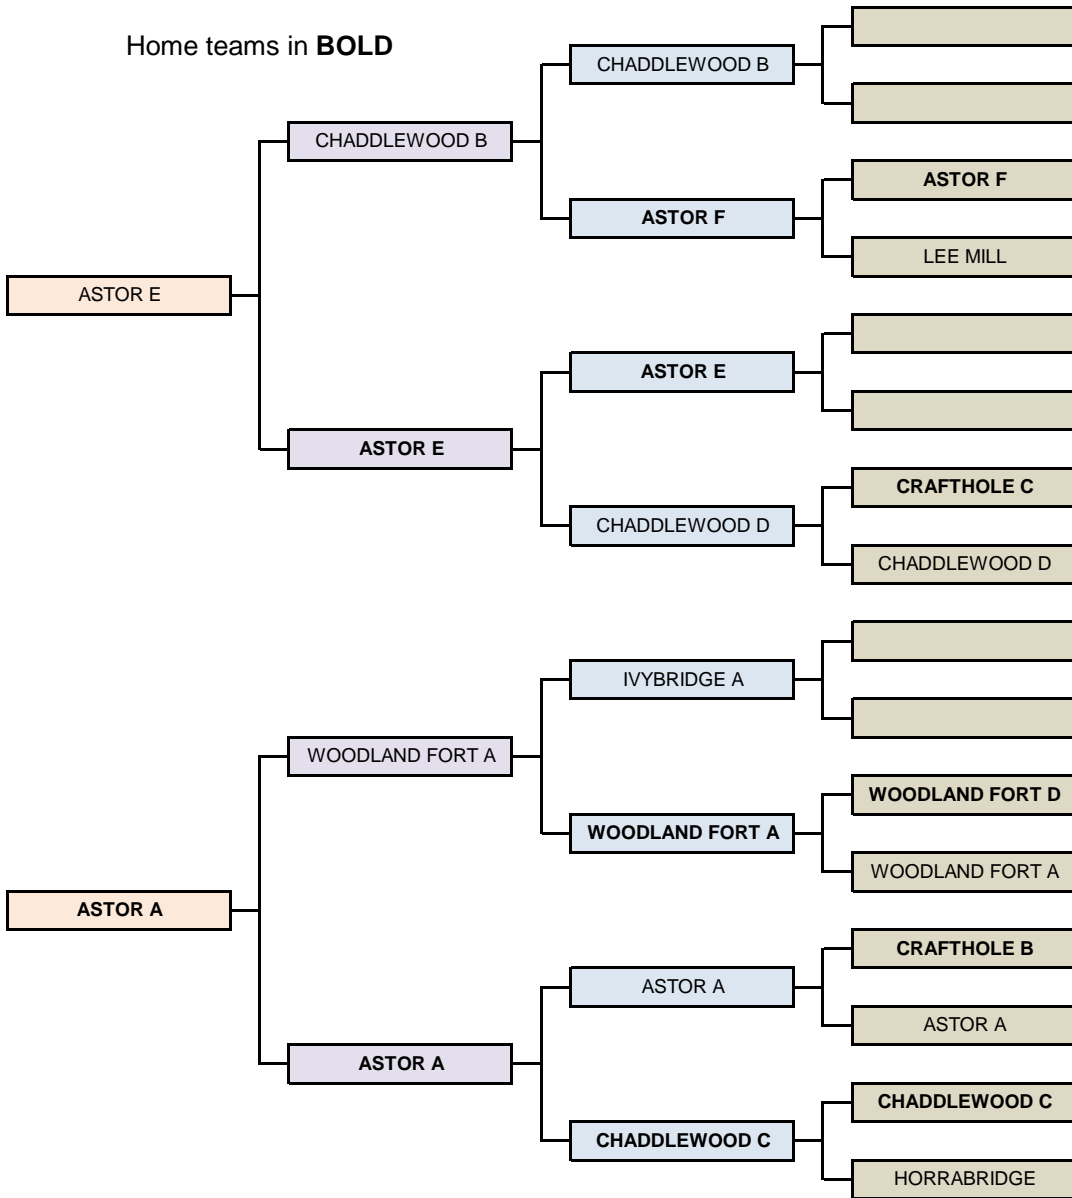 Home teams in BOLD
CHADDLEWOOD B
CHADDLEWOOD B
ASTOR F
ASTOR F
LEE MILL
ASTOR E
ASTOR E
ASTOR E
CRAFTHOLE C
CHADDLEWOOD D
CHADDLEWOOD D
IVYBRIDGE A
WOODLAND FORT A
WOODLAND FORT D
WOODLAND FORT A
WOODLAND FORT A
ASTOR A
CRAFTHOLE B
ASTOR A
ASTOR A
ASTOR A
CHADDLEWOOD C
CHADDLEWOOD C
HORRABRIDGE